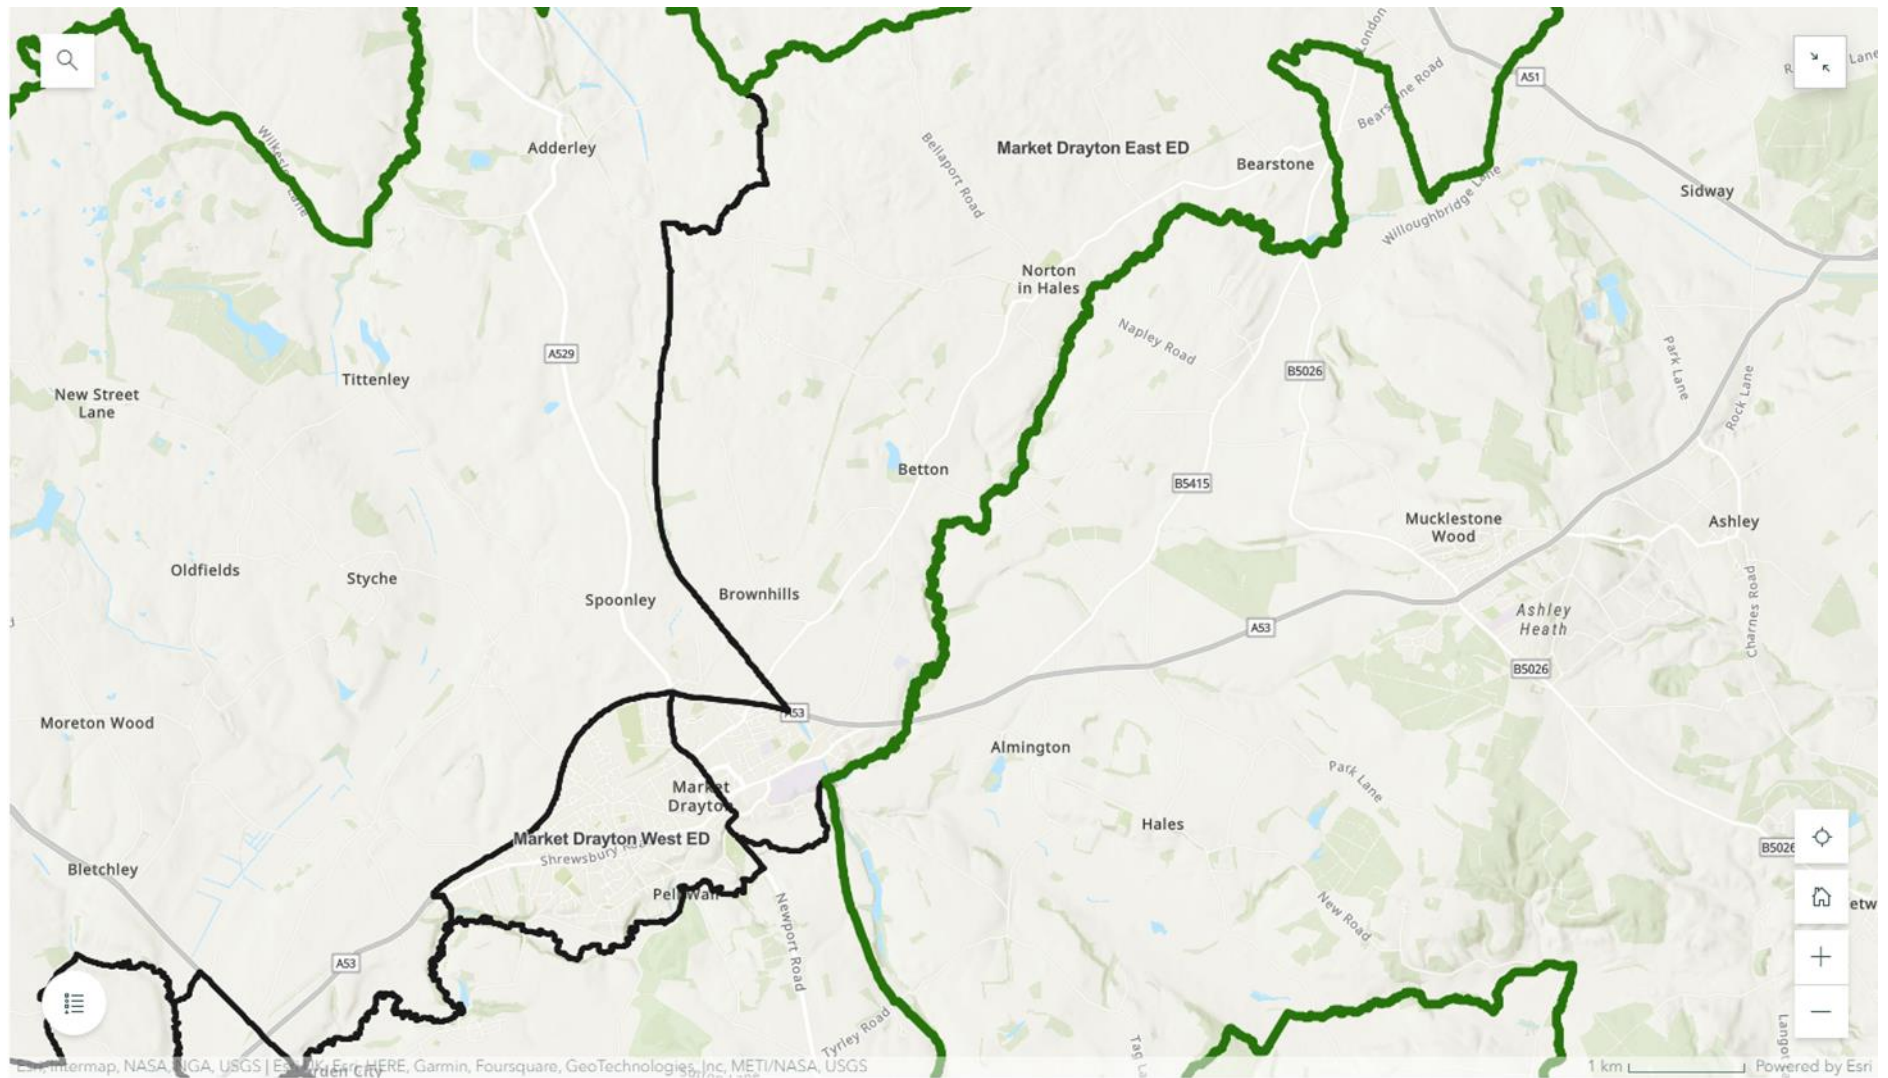 London
A51
Bearstone Road
Adderley
Bellaport Road
Market Drayton East ED
Bearstone
Sidway
Willoughbridge Lane
Norton
in Hales
Napley Road
A529
B5026
Park Lane
Rock Lane
Tittenley
New Street
Lane
Betton
B5415
Mucklestone
Wood
Ashley
Oldfields
Styche
Spoonley
Brownhills
Charnes Road
Ashley
Heath
A53
B5026
Moreton Wood
A53
Almington
Park Lane
Market
Drayton
Hales
Market Drayton West ED
Shrewsbury Road
B5026
Bletchley
Pell Wall
Newport Road
New Road
A53
Tyrley Road
Tag La
Esri, Intermap, NASA, NGA, USGS | Esri UK, Esri, HERE, Garmin, Foursquare, GeoTechnologies, Inc, METI/NASA, USGS
1 km
Powered by Esri